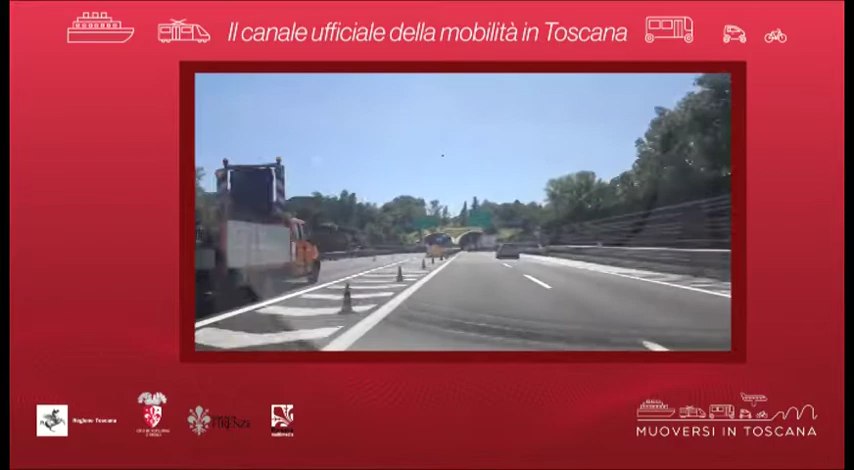 Il canale ufficiale della mobilità in Toscana
Regione Toscana
MUOVERSI IN TOSCANA